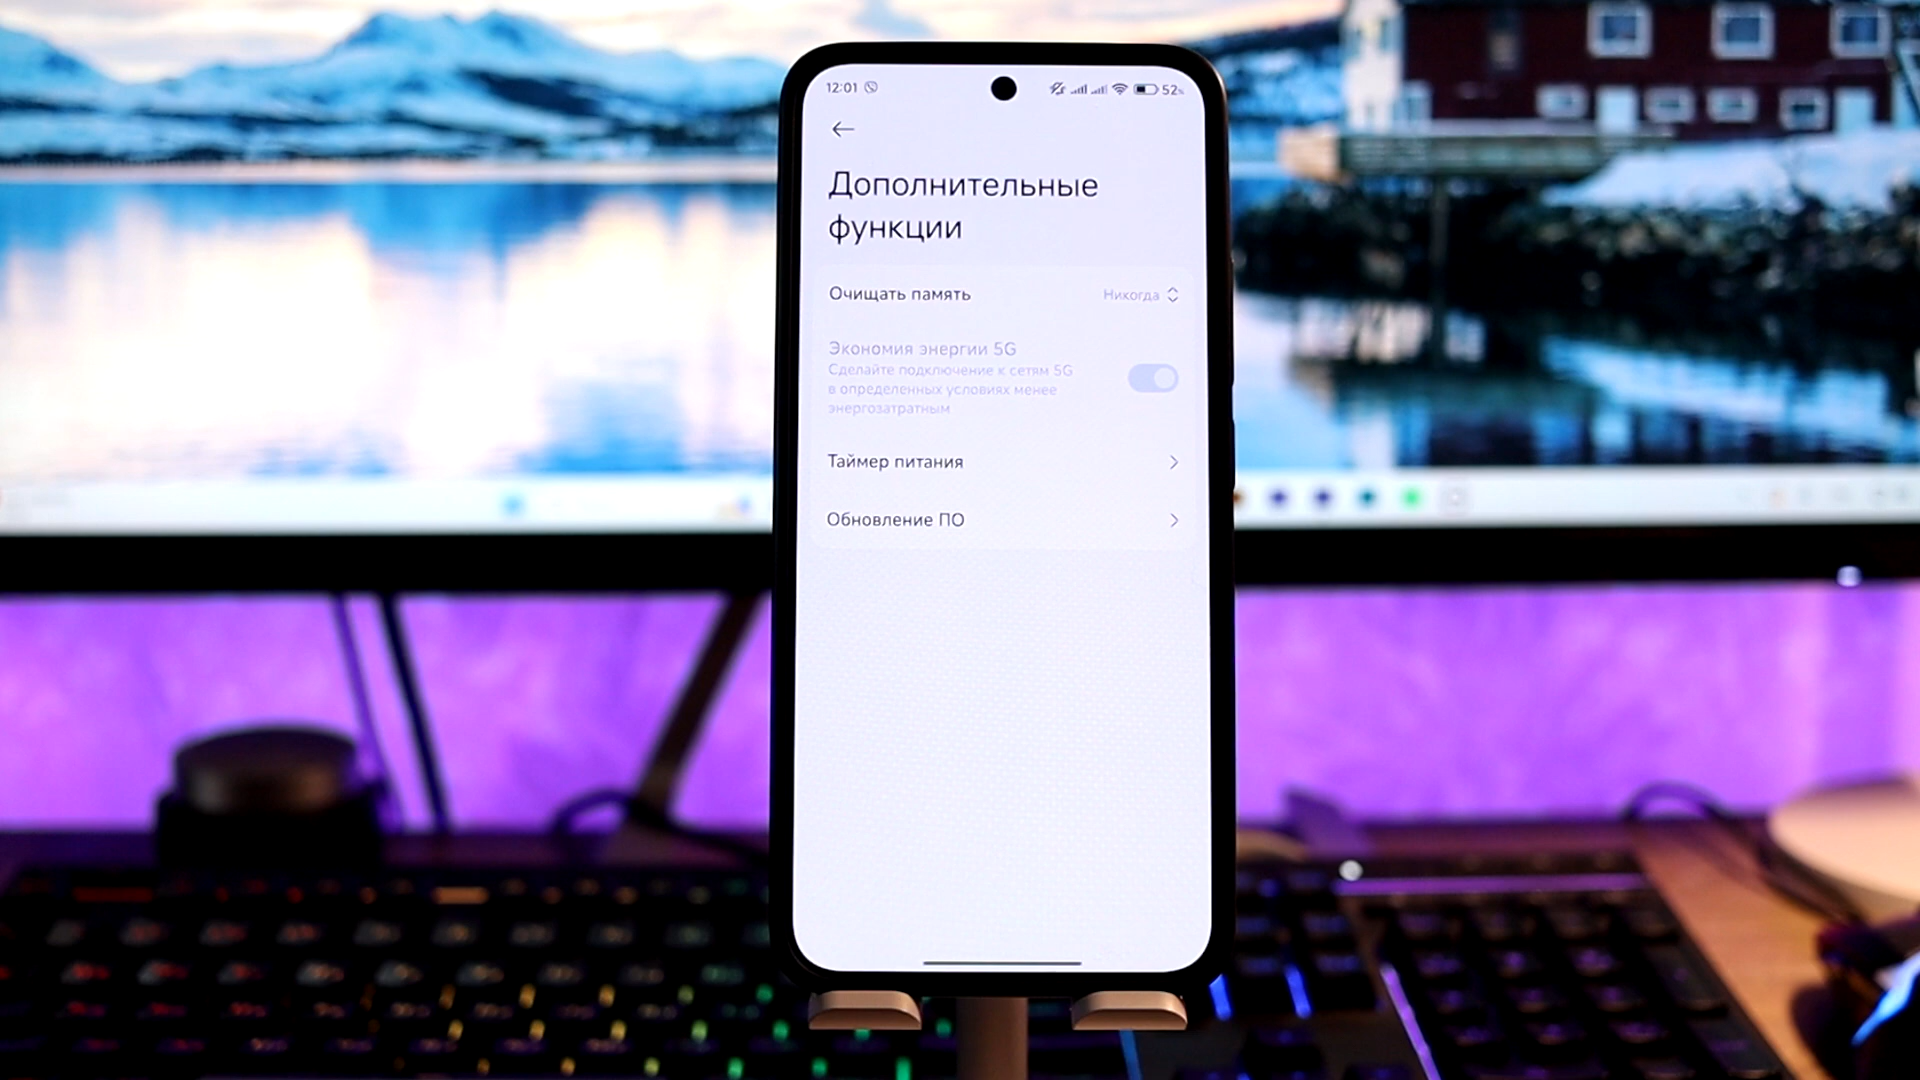 12:01 52%
Дополнительные
функции
Очищать память Никогда
Экономия энергии 5G
Сделайте подключение к сетям 5G
в определенных условиях менее
энергозатратным
Таймер питания
Обновление ПО